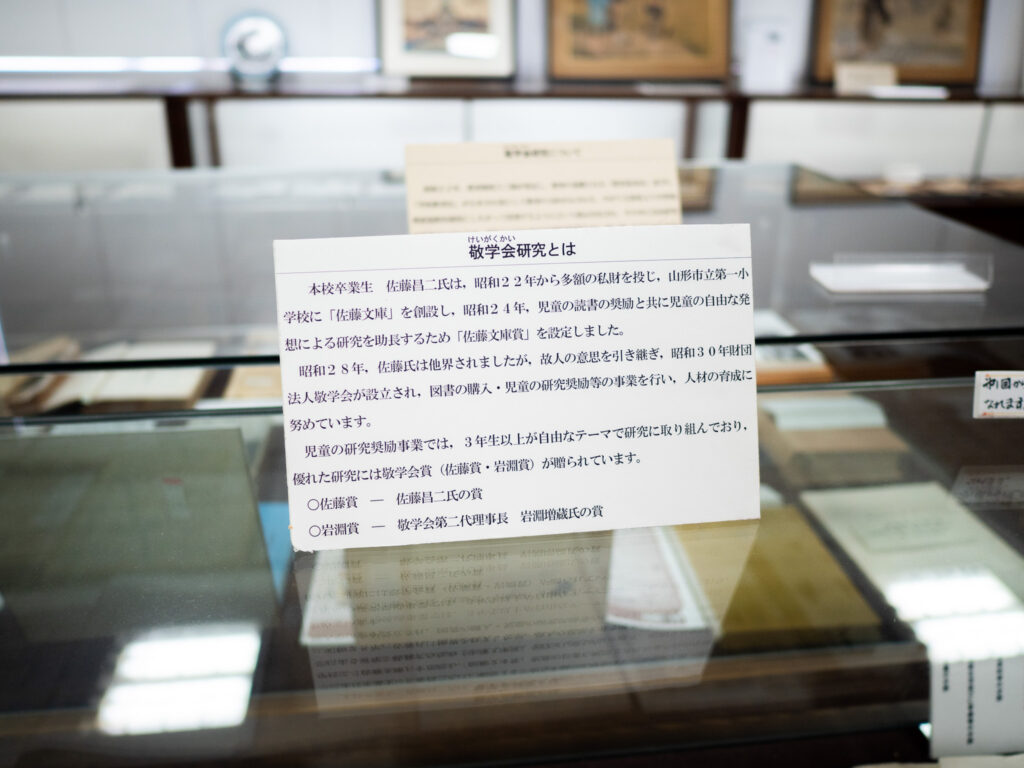 敬学会研究について
けいがくかい
敬学会研究とは
本校卒業生　佐藤昌二氏は，昭和２２年から多額の私財を投じ，山形市立第一小
学校に「佐藤文庫」を創設し，昭和２４年，児童の読書の奨励と共に児童の自由な発
想による研究を助長するため「佐藤文庫賞」を設定しました。
昭和２８年，佐藤氏は他界されましたが，故人の意思を引き継ぎ，昭和３０年財団
法人敬学会が設立され，図書の購入・児童の研究奨励等の事業を行い，人材の育成に
努めています。
児童の研究奨励事業では，３年生以上が自由なテーマで研究に取り組んでおり，
優れた研究には敬学会賞（佐藤賞・岩淵賞）が贈られています。
○佐藤賞　―　佐藤昌二氏の賞
○岩淵賞　―　敬学会第二代理事長　岩淵増蔵氏の賞